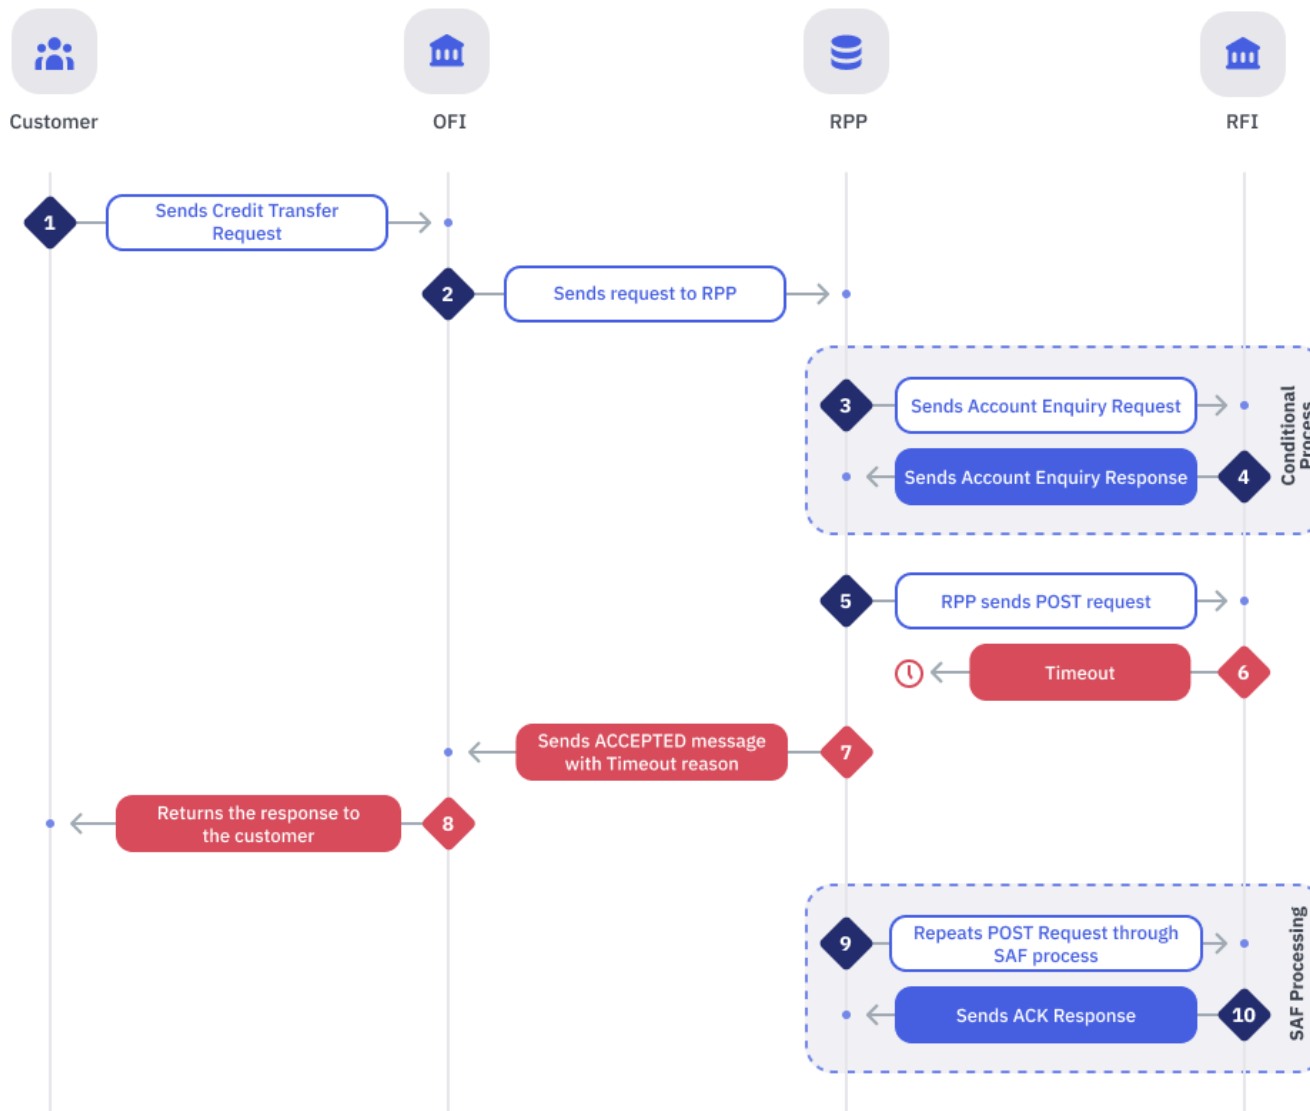 Customer
OFI
RPP
RFI
1
Sends Credit Transfer
Request
2
Sends request to RPP
3
Sends Account Enquiry Request
Sends Account Enquiry Response
4
Conditional
Process
5
RPP sends POST request
Timeout
6
Sends ACCEPTED message
with Timeout reason
7
Returns the response to
the customer
8
9
Repeats POST Request through
SAF process
Sends ACK Response
10
SAF Processing